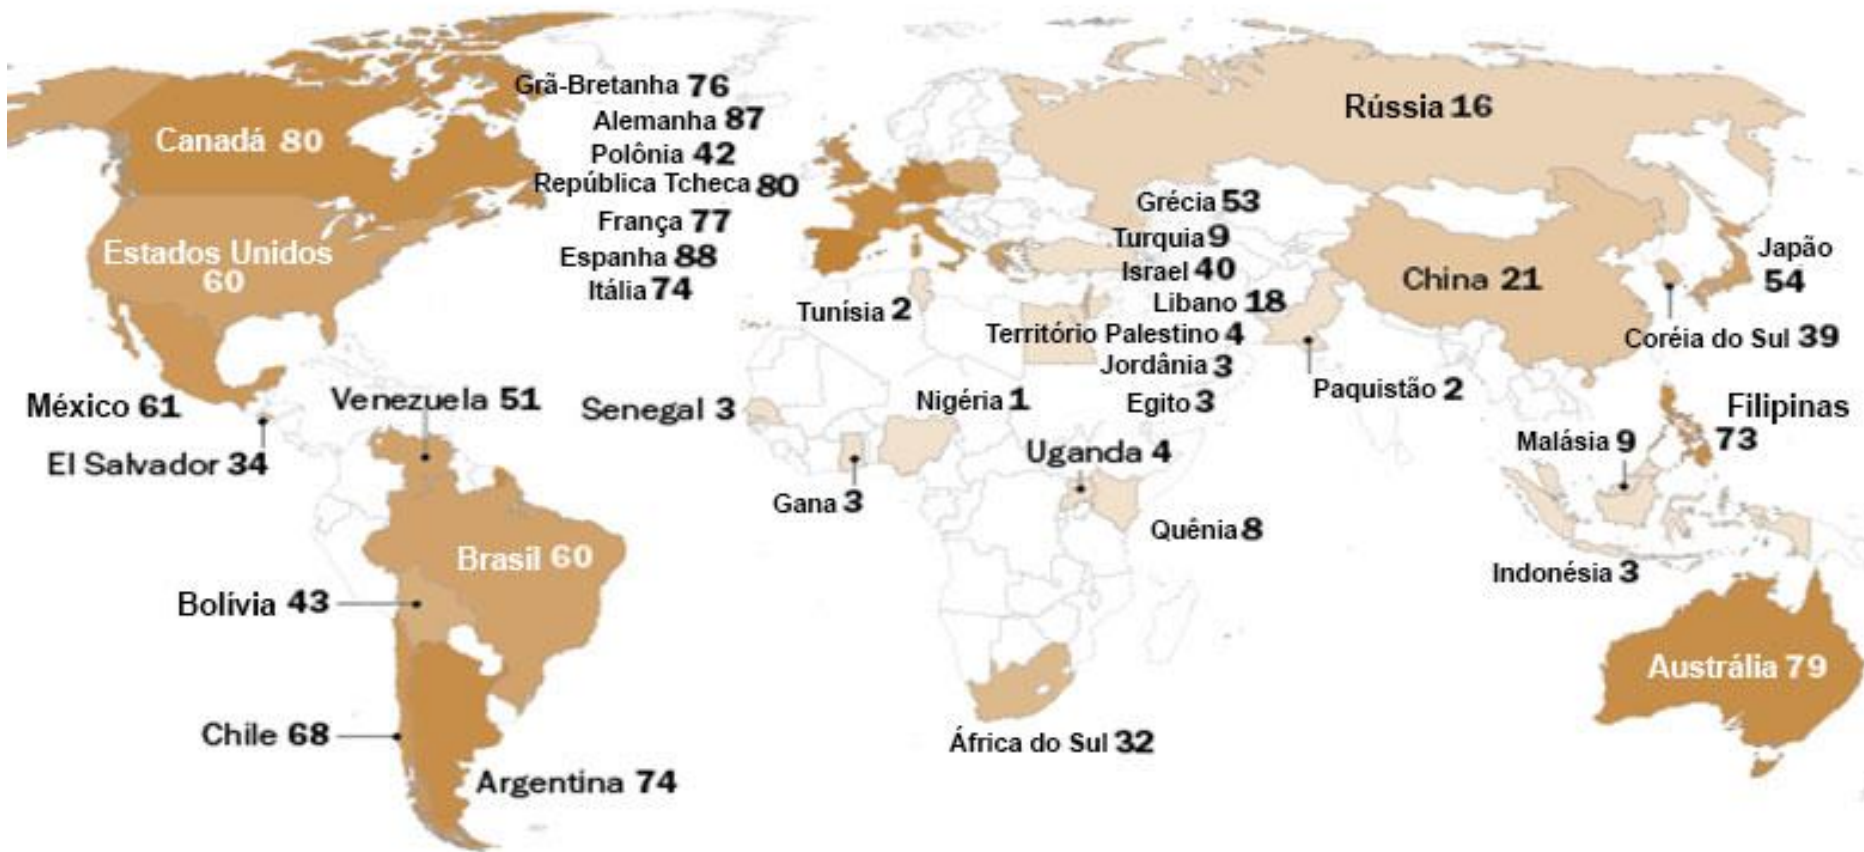 Grã-Bretanha 76
Alemanha 87
Polônia 42
República Tcheca 80
França 77
Espanha 88
Itália 74
Canadá 80
Estados Unidos
60
México 61
El Salvador 34
Venezuela 51
Brasil 60
Bolívia 43
Chile 68
Argentina 74
Rússia 16
Grécia 53
Turquia 9
Israel 40
Libano 18
Território Palestino 4
Jordânia 3
Egito 3
Tunísia 2
Senegal 3
Nigéria 1
Gana 3
Uganda 4
Quênia 8
África do Sul 32
China 21
Japão
54
Coréia do Sul 39
Paquistão 2
Filipinas
73
Malásia 9
Indonésia 3
Austrália 79